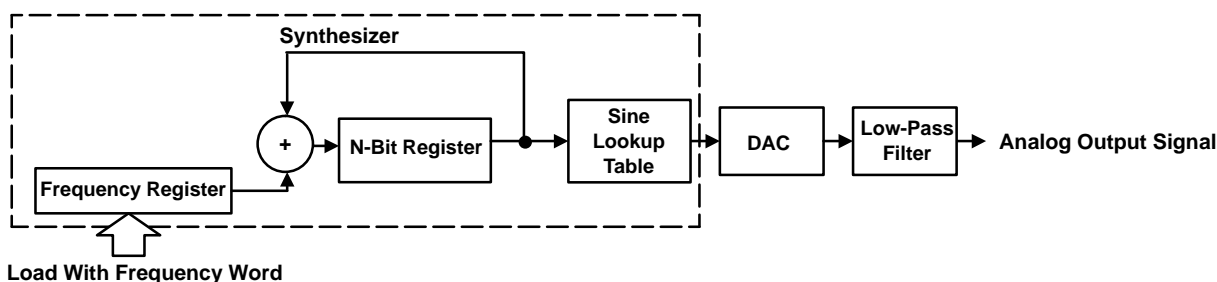 Synthesizer
+
N-Bit Register
Sine
Lookup
Table
DAC
Low-Pass
Filter
Analog Output Signal
Frequency Register
Load With Frequency Word